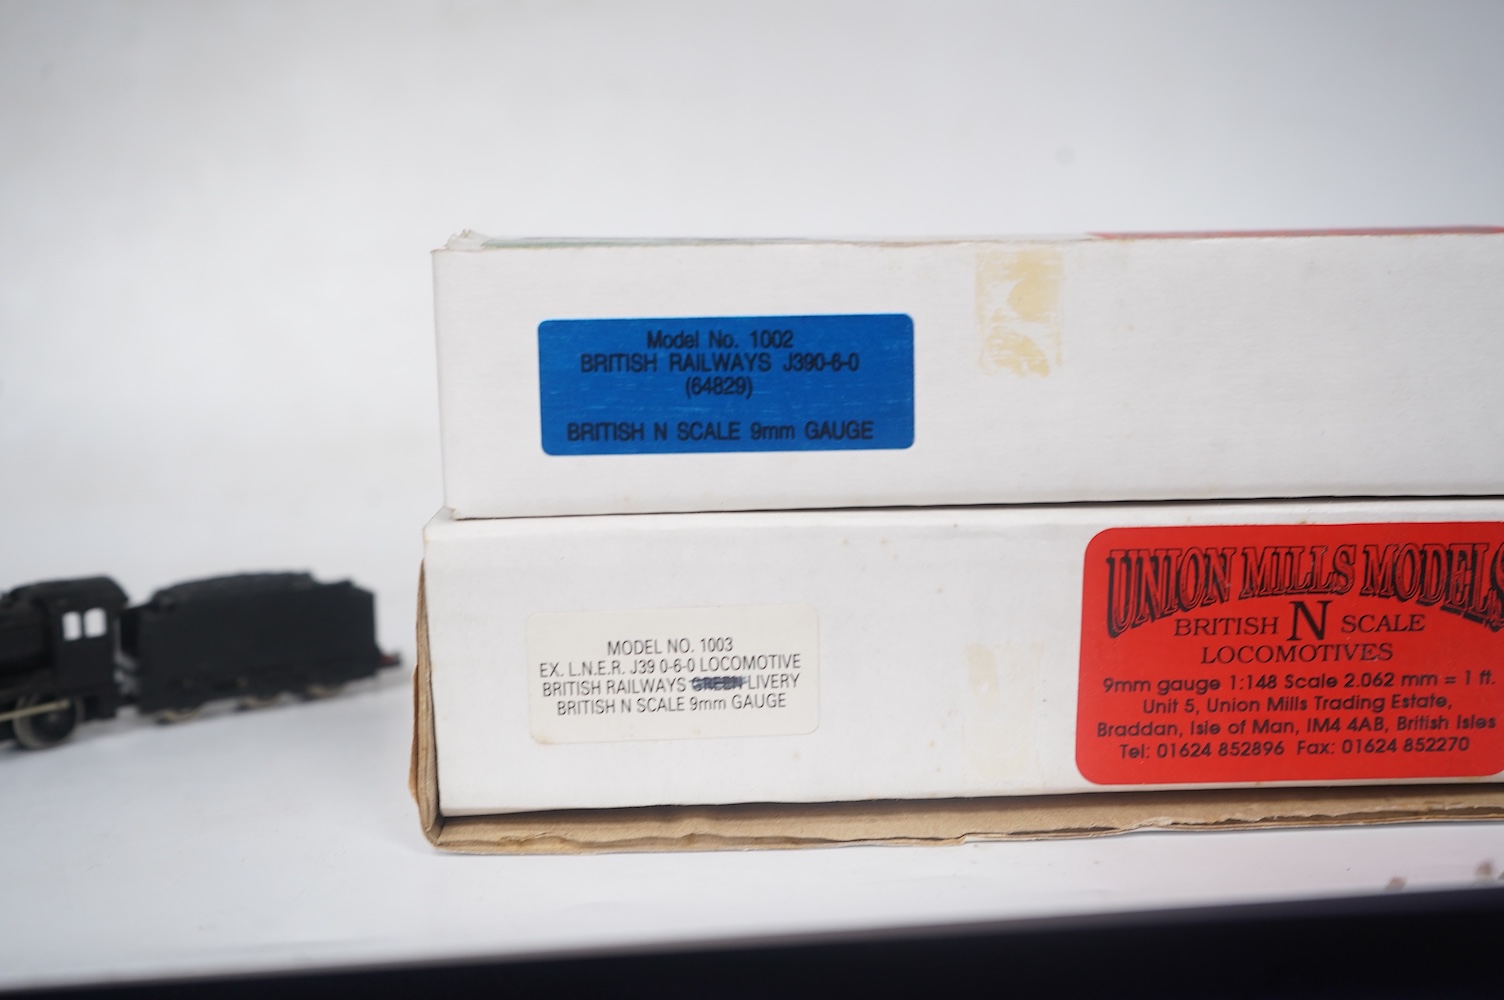 Model No. 1002
BRITISH RAILWAYS J390-6-0
(64829)
BRITISH N SCALE 9mm GAUGE
MODEL NO. 1003
EX. L.N.E.R. J39 0-6-0 LOCOMOTIVE
BRITISH RAILWAYS GREEN LIVERY
BRITISH N SCALE 9mm GAUGE
UNION MILLS MODELS
BRITISH N SCALE
LOCOMOTIVES
9mm gauge 1:148 Scale 2.062 mm = 1 ft.
Unit 5, Union Mills Trading Estate,
Braddan, Isle of Man, IM4 4AB, British Isles
Tel: 01624 852896 Fax: 01624 852270